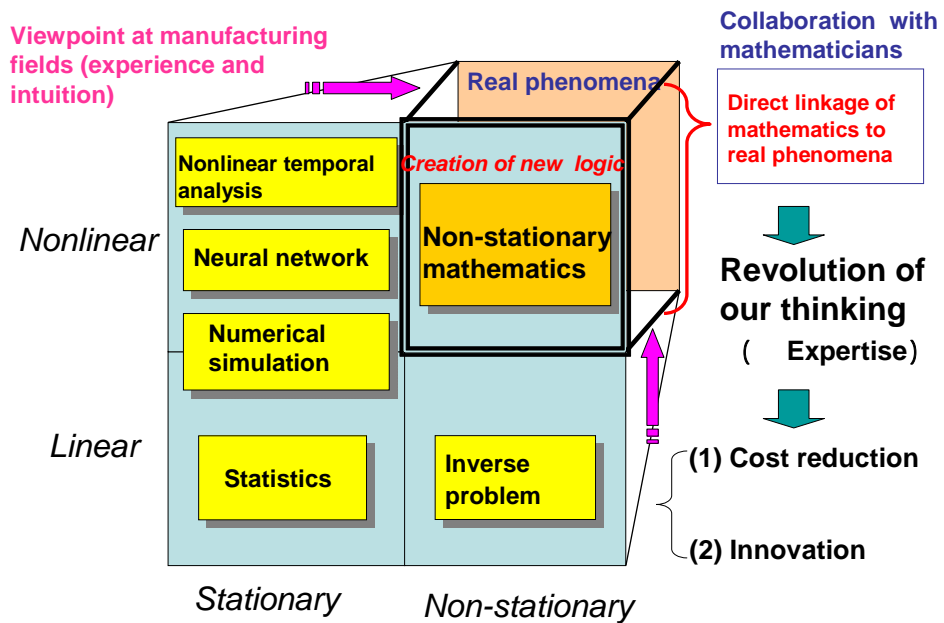 Viewpoint at manufacturing
fields (experience and
intuition)
Collaboration with
mathematicians
Real phenomena
Direct linkage of
mathematics to
real phenomena
Creation of new logic
Nonlinear temporal
analysis
Nonlinear
Neural network
Non-stationary
mathematics
Numerical
simulation
Revolution of
our thinking
( Expertise)
Linear
Statistics
Inverse
problem
(1) Cost reduction
(2) Innovation
Stationary
Non-stationary